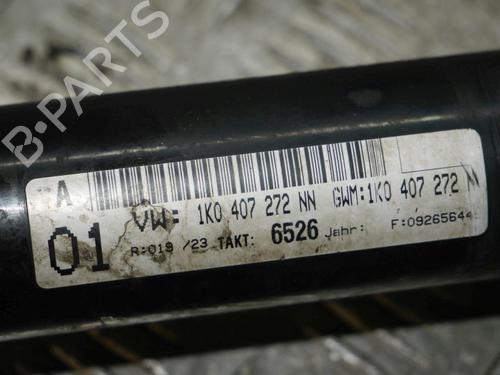 B-PARTS
A
01 VW: 1K0 407 272 NN GWM:1K0 407 272 N
R:019 /23 TAKT: 6526 Jahr: F:09265644